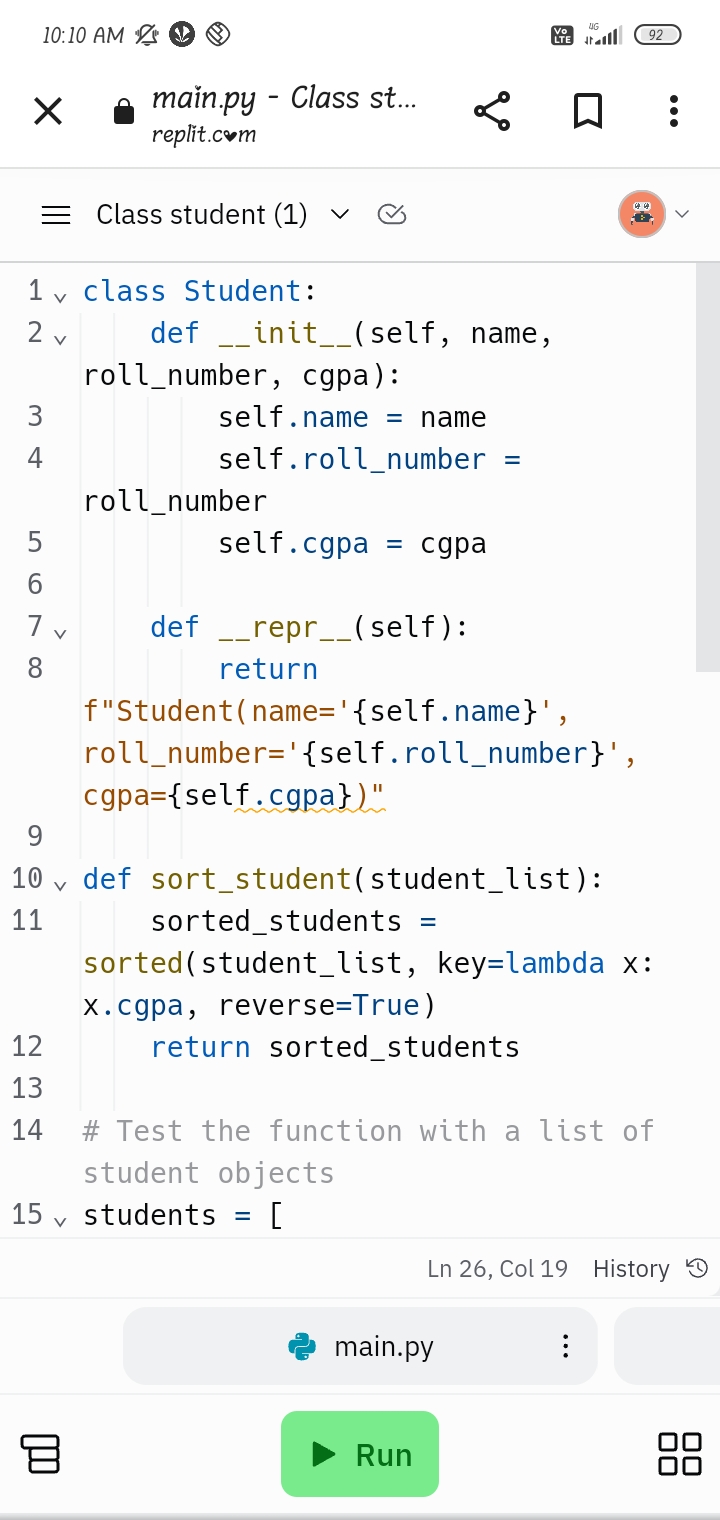 10:10 AM
Vo LTE 4G 92
main.py - Class st...
replit.com
Class student (1)
1 class Student:
2     def __init__(self, name,
roll_number, cgpa):
3         self.name = name
4         self.roll_number =
roll_number
5         self.cgpa = cgpa
6
7     def __repr__(self):
8         return
f"Student(name='{self.name}',
roll_number='{self.roll_number}',
cgpa={self.cgpa})"
9
10 def sort_student(student_list):
11     sorted_students =
sorted(student_list, key=lambda x:
x.cgpa, reverse=True)
12     return sorted_students
13
14 # Test the function with a list of
student objects
15 students = [
Ln 26, Col 19 History
main.py
Run